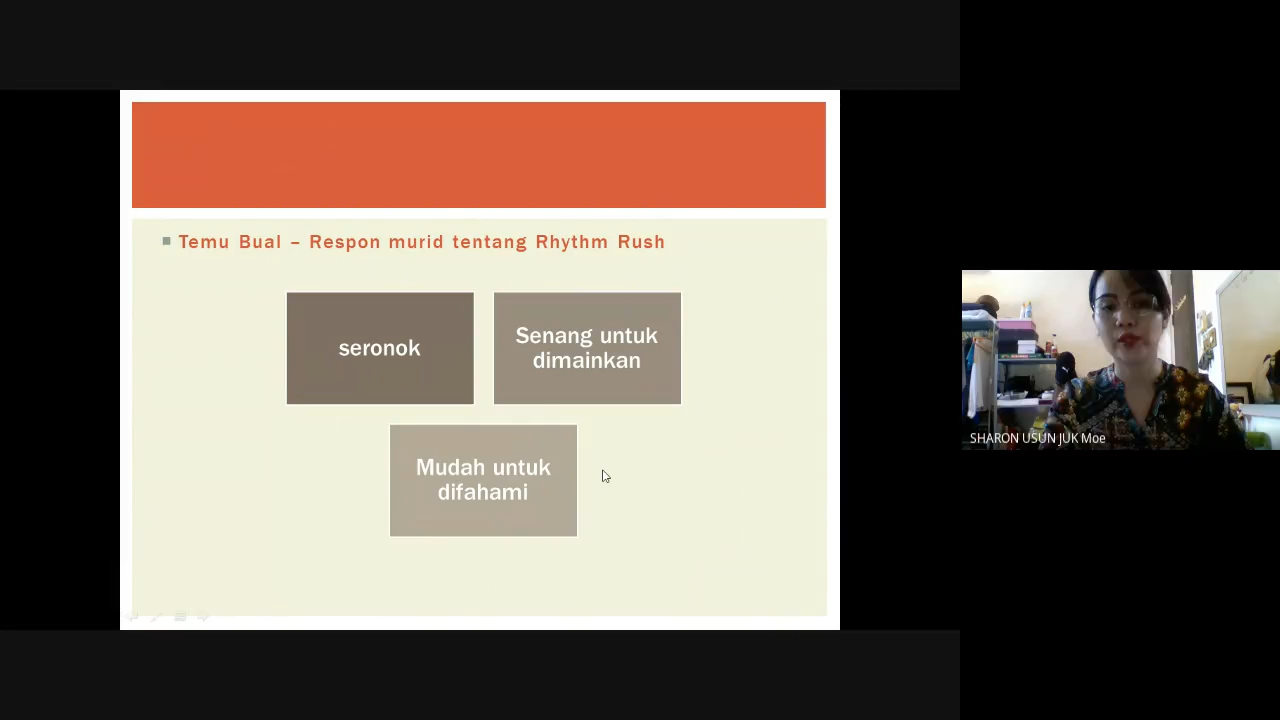 Temu Bual – Respon murid tentang Rhythm Rush
seronok
Senang untuk
dimainkan
Mudah untuk
difahami
SHARON USUN JUK Moe